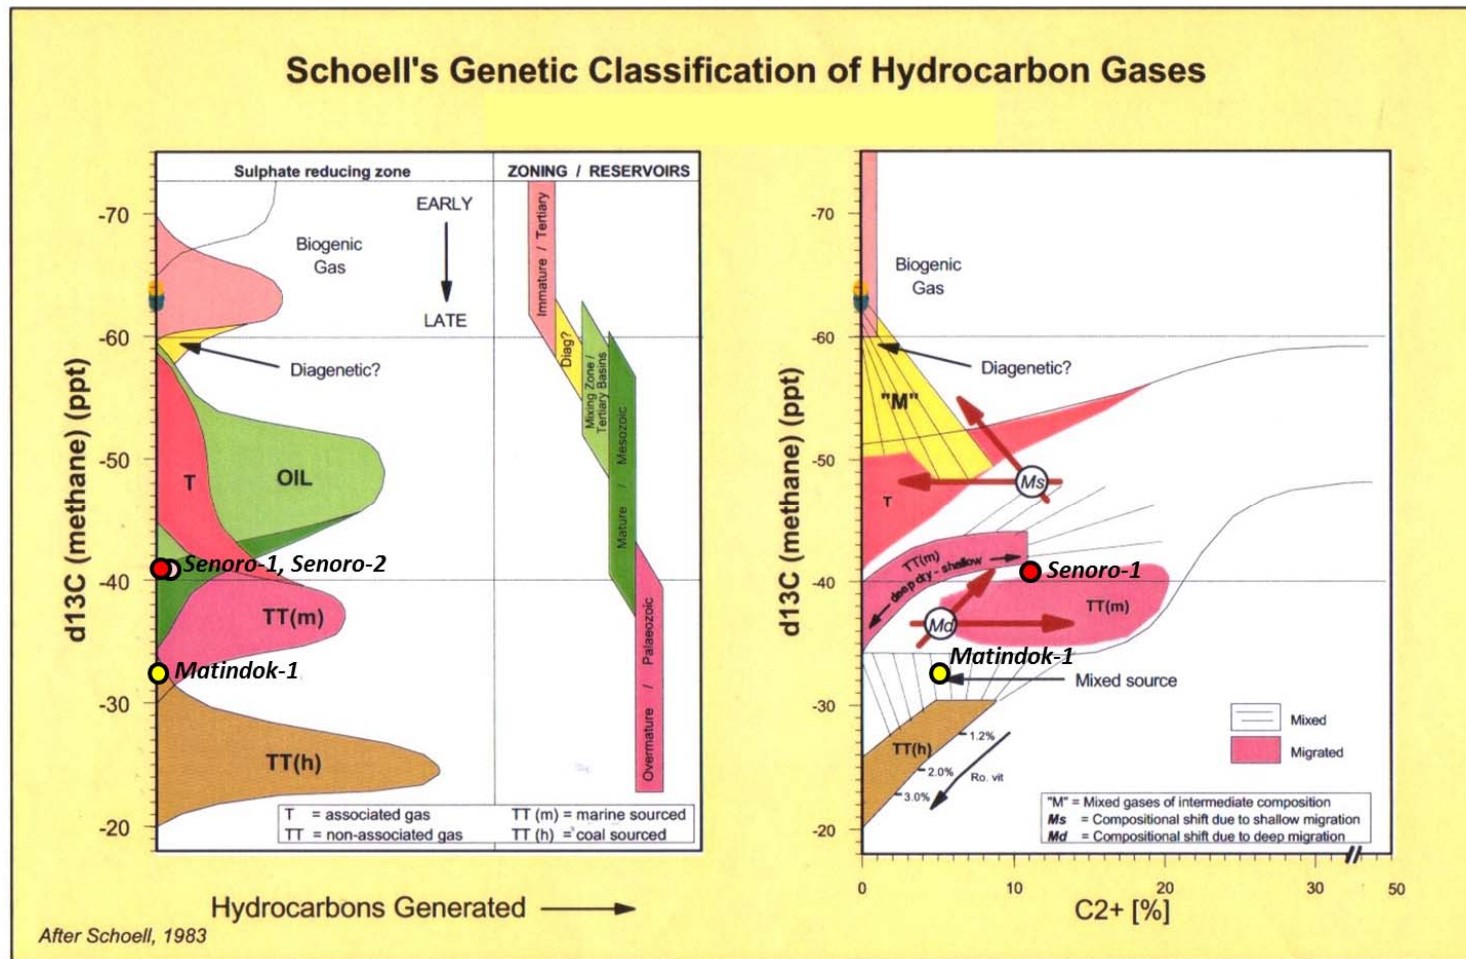 Schoell's Genetic Classification of Hydrocarbon Gases
Sulphate reducing zone
ZONING / RESERVOIRS
d13C (methane) (ppt)
-70
-60
-50
-40
-30
-20
EARLY
LATE
Biogenic
Gas
Diagenetic?
T
OIL
Senoro-1, Senoro-2
TT(m)
Matindok-1
TT(h)
Immature / Tertiary
Diag?
Mixing Zone /
Tertiary Basins
Mature / Mesozoic
Overmature / Palaeozoic
T = associated gas
TT = non-associated gas
TT (m) = marine sourced
TT (h) = coal sourced
Hydrocarbons Generated
After Schoell, 1983
d13C (methane) (ppt)
-70
-60
-50
-40
-30
-20
Biogenic
Gas
Diagenetic?
"M"
Ms
T
TT(m)
deep dry - shallow
Senoro-1
TT(m)
Md
Matindok-1
Mixed source
TT(h)
1.2%
2.0%
3.0%
Ro. vit
Mixed
Migrated
"M" = Mixed gases of intermediate composition
Ms = Compositional shift due to shallow migration
Md = Compositional shift due to deep migration
0 10 20 30 50
C2+ [%]